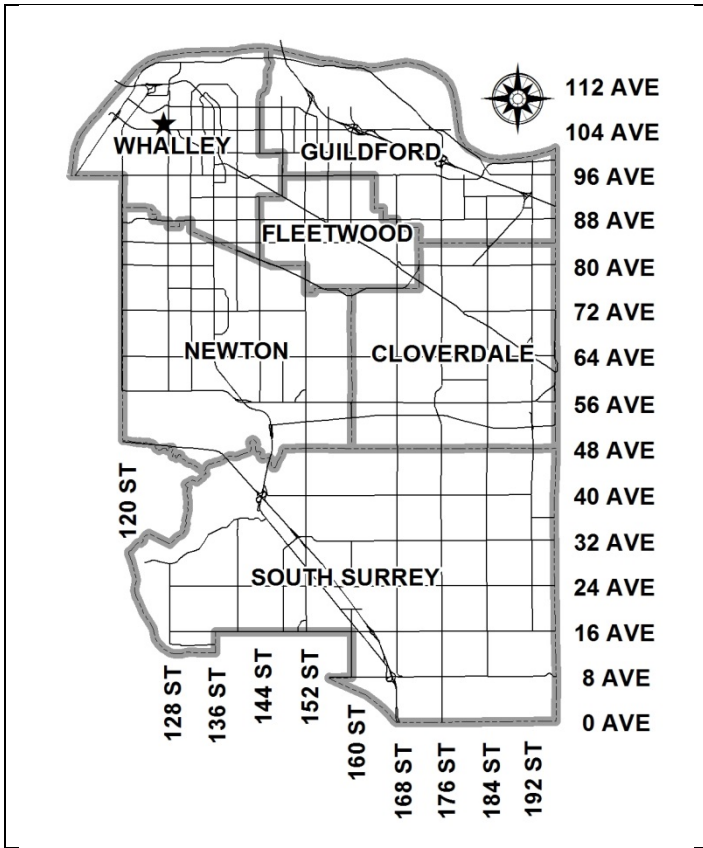 112 AVE
104 AVE
WHALLEY
GUILDFORD
96 AVE
88 AVE
FLEETWOOD
80 AVE
72 AVE
NEWTON
CLOVERDALE
64 AVE
56 AVE
48 AVE
120 ST
40 AVE
32 AVE
SOUTH SURREY
24 AVE
16 AVE
128 ST
136 ST
144 ST
152 ST
160 ST
8 AVE
0 AVE
168 ST
176 ST
184 ST
192 ST